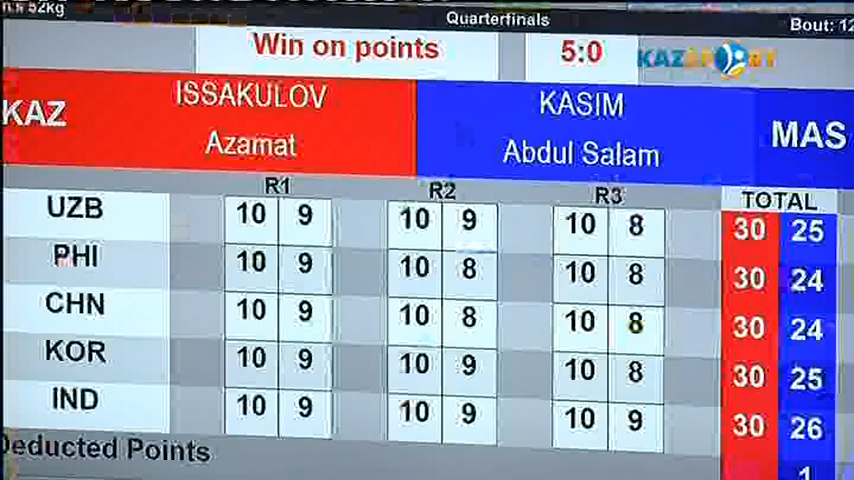 52kg
Quarterfinals
Bout: 12
Win on points 5:0
KAZSPORT
KAZ ISSAKULOV Azamat
KASIM Abdul Salam MAS
R1 R2 R3 TOTAL
UZB 10 9 10 9 10 8 30 25
PHI 10 9 10 8 10 8 30 24
CHN 10 9 10 8 10 8 30 24
KOR 10 9 10 9 10 8 30 25
IND 10 9 10 9 10 9 30 26
Deducted Points 1